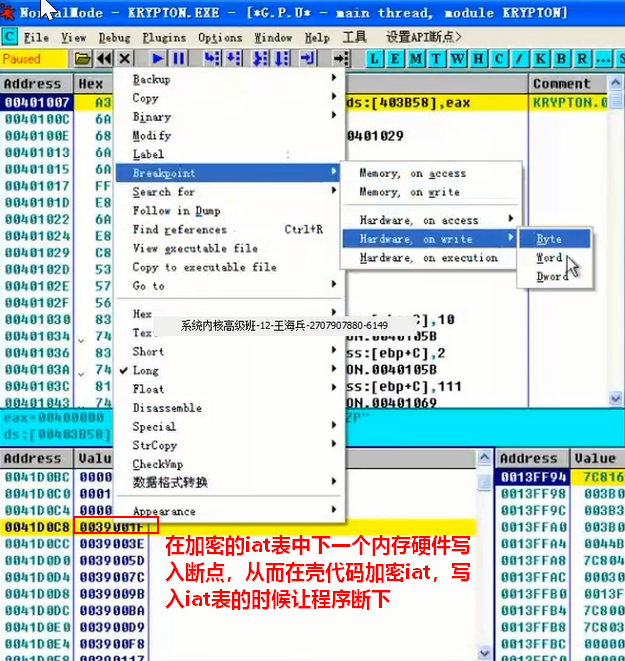 NormalMode - KRYPTON.EXE - [*G.P.U* - main thread, module KRYPTON]
C File View Debug Plugins Options Window Help 工具 设置API断点>
Paused L E M T W H C / K B R ... S
Address Hex Comment
00401007 A3 ds:[403B58],eax KRYPTON.0
0040100C 6A
0040100E 68 00401029
00401013 6A
00401015 6A
00401017 FF
0040101D E8
00401022 6A
00401024 E8
00401029 C8
0040102D 53
0040102E 57
0040102F 56
00401030 83 ebp+C],10
00401034 74 ON.0040105B
00401036 83 ss:[ebp+C],2
0040103A 74 ON.0040105B
0040103C 81 ss:[ebp+C],111
00401043 74 ON.00401069
Backup
Copy
Binary
Modify
Label :
Breakpoint
Search for
Follow in Dump
Find references Ctrl+R
View executable file
Copy to executable file
Go to
Hex
Text
Short
Long
Float
Disassemble
Special
StrCopy
CheckVmp
数据格式转换
Appearance
Memory, on access
Memory, on write
Hardware, on access
Hardware, on write
Hardware, on execution
Byte
Word
Dword
系统内核高级班-12-王海兵-2707907880-6149
eax=00400000 ZP"
ds:[00403B58]
Address Valu
0041D0BC 0000
0041D0C0 0001
0041D0C4 0000
0041D0C8 0039001F
0041D0CC 0039003E
0041D0D0 0039005D
0041D0D4 0039007C
0041D0D8 0039009B
0041D0DC 003900BA
0041D0E0 003900D9
0041D0E4 003900F8
0041D0E8 00390117
在加密的iat表中下一个内存硬件写
入断点，从而在壳代码加密iat，写
入iat表的时候让程序断下
Address Value
0013FF94 7C816
0013FF98 003B0
0013FF9C 003B0
0013FFA0 003B0
0013FFA4 0044B
0013FFA8 7C804
0013FFAC 00030
0013FFB0 0013F
0013FFB4 7C800
0013FFB8 7C800
0013FFBC 0000